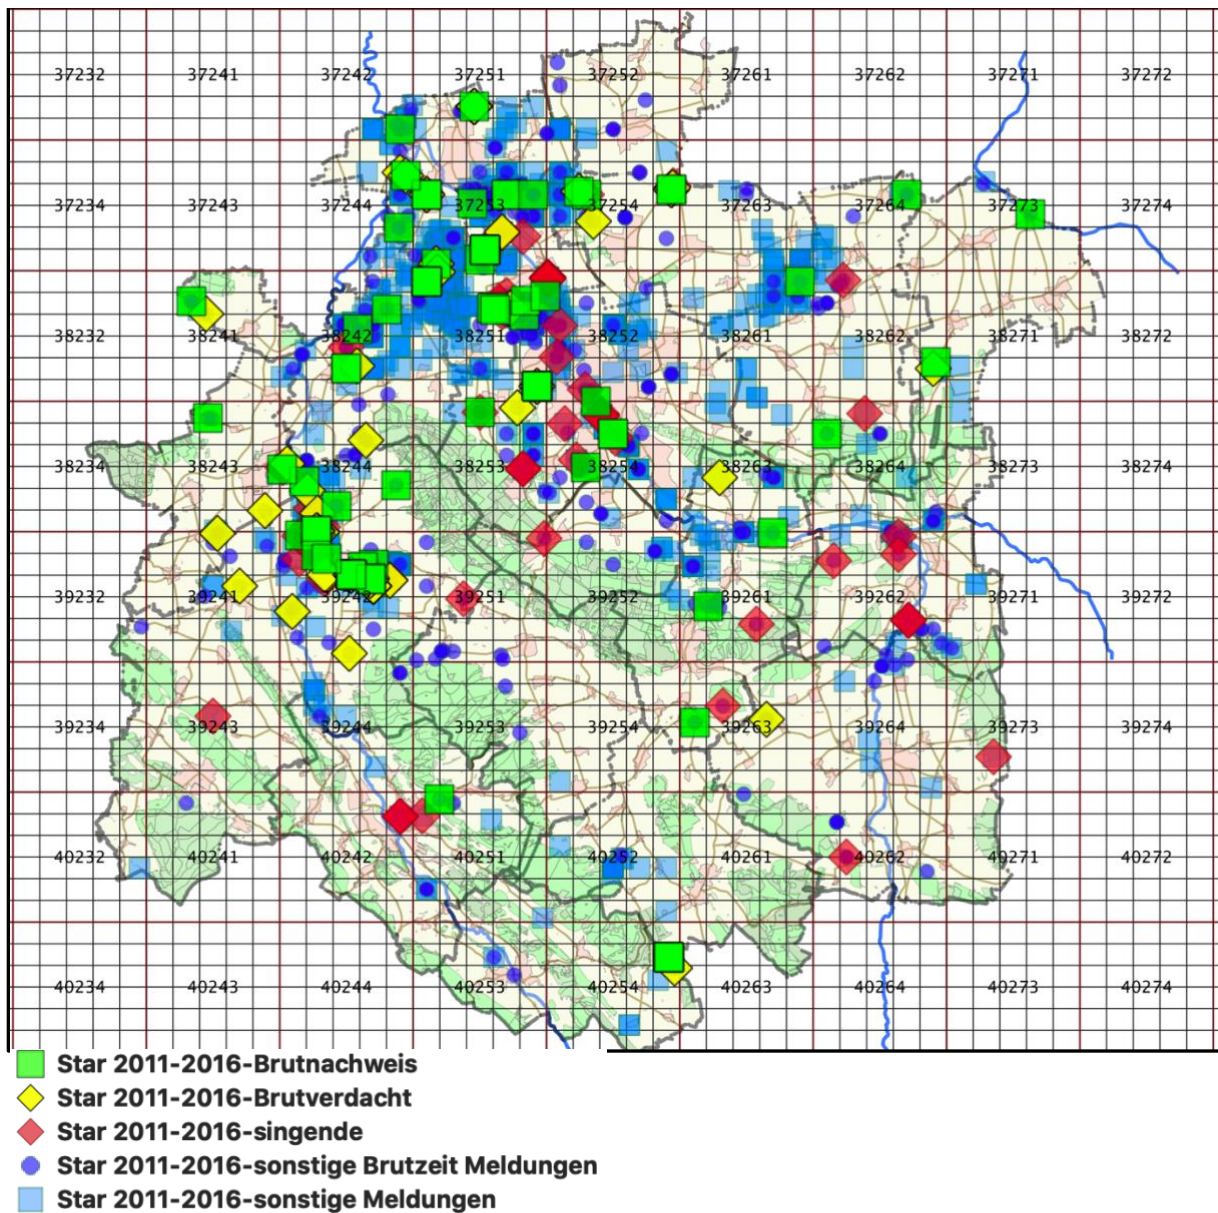 37232 37241 37242 37251 37252 37261 37262 37271 37272
37234 37243 37244 37253 37254 37263 37264 37273 37274
38232 38241 38242 38251 38252 38261 38262 38271 38272
38234 38243 38244 38253 38254 38263 38264 38273 38274
39232 39241 39242 39251 39252 39261 39262 39271 39272
39234 39243 39244 39253 39254 39263 39264 39273 39274
40232 40241 40242 40251 40252 40261 40262 40271 40272
40234 40243 40244 40253 40254 40263 40264 40273 40274
Star 2011-2016-Brutnachweis
Star 2011-2016-Brutverdacht
Star 2011-2016-singende
Star 2011-2016-sonstige Brutzeit Meldungen
Star 2011-2016-sonstige Meldungen